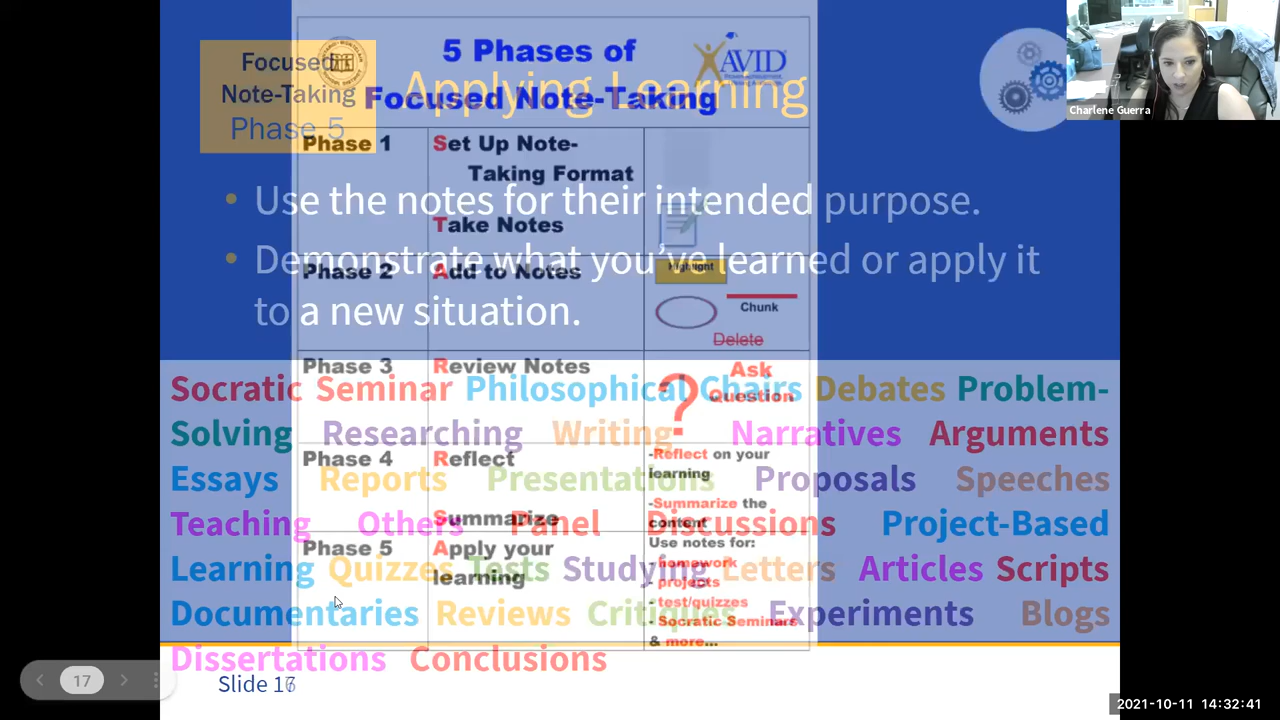 Focused
Note-Taking
Phase 5
Applying Learning
• Use the notes for their intended purpose.
• Demonstrate what you've learned or apply it
to a new situation.
Socratic Seminar Philosophical Chairs Debates Problem-
Solving Researching Writing Narratives Arguments
Essays Reports Presentations Proposals Speeches
Teaching Others Panel Discussions Project-Based
Learning Quizzes Tests Studying Letters Articles Scripts
Documentaries Reviews Critiques Experiments Blogs
Dissertations Conclusions
5 Phases of
Focused Note-Taking
AVID
Phase 1
Set Up Note-
Taking Format
Take Notes
Phase 2
Add to Notes
Highlight
Chunk
Delete
Phase 3
Review Notes
?
Ask
Question
Phase 4
Reflect
Summarize
-Reflect on your
learning
-Summarize the
content
Phase 5
Apply your
learning
Use notes for:
- homework
- projects
- test/quizzes
- Socratic Seminars
& more...
Charlene Guerra
17
Slide 17
2021-10-11 14:32:41